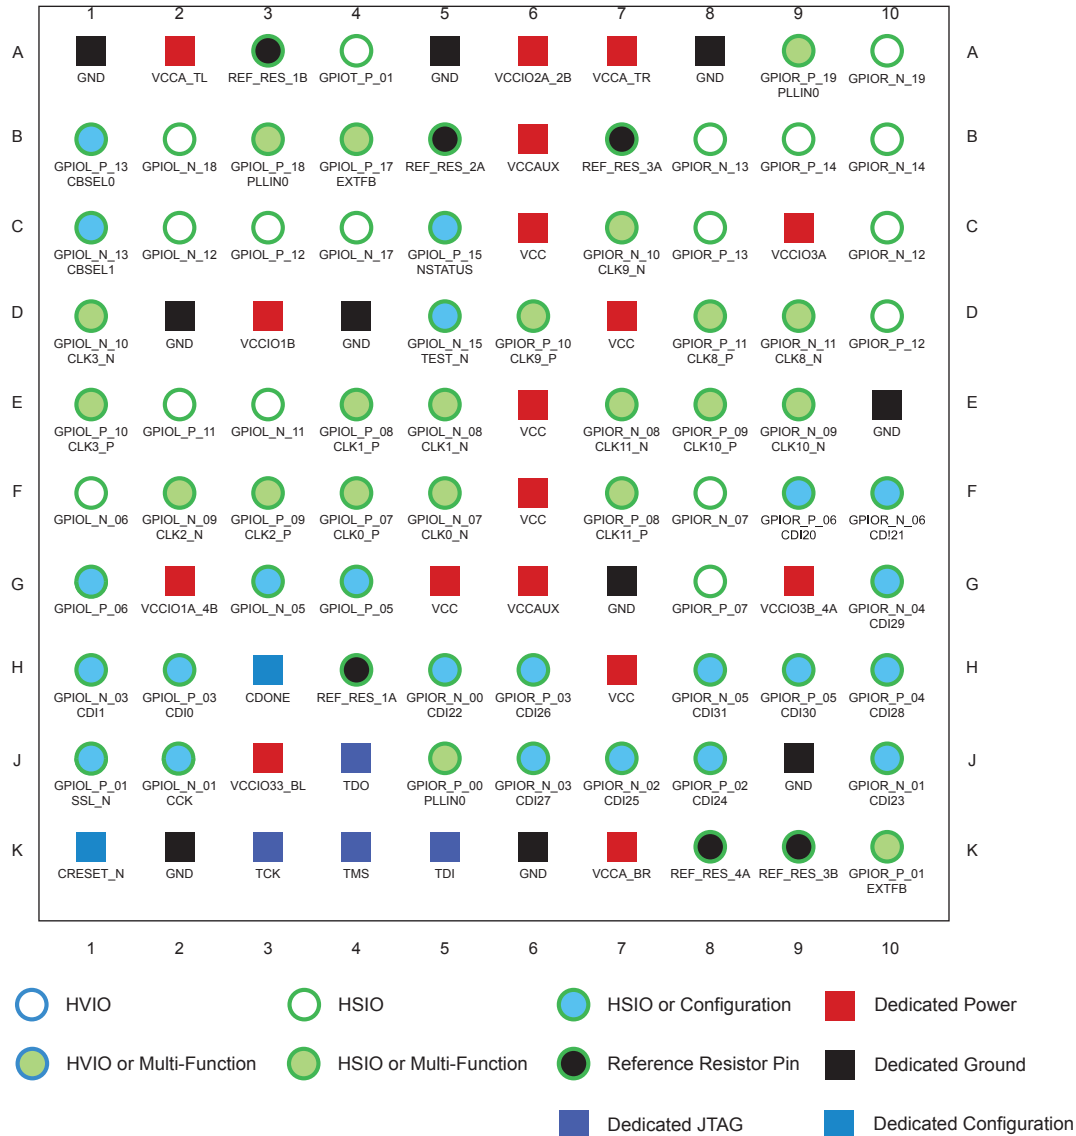 1 2 3 4 5 6 7 8 9 10
A A
GND VCCA_TL REF_RES_1B GPIOT_P_01 GND VCCIO2A_2B VCCA_TR GND GPIOR_P_19 GPIOR_N_19
PLLIN0
B B
GPIOL_P_13 GPIOL_N_18 GPIOL_P_18 GPIOL_P_17 REF_RES_2A VCCAUX REF_RES_3A GPIOR_N_13 GPIOR_P_14 GPIOR_N_14
CBSEL0 PLLIN0 EXTFB
C C
GPIOL_N_13 GPIOL_N_12 GPIOL_P_12 GPIOL_N_17 GPIOL_P_15 VCC GPIOR_N_10 GPIOR_P_13 VCCIO3A GPIOR_N_12
CBSEL1 NSTATUS CLK9_N
D D
GPIOL_N_10 GND VCCIO1B GND GPIOL_N_15 GPIOR_P_10 VCC GPIOR_P_11 GPIOR_N_11 GPIOR_P_12
CLK3_N TEST_N CLK9_P CLK8_P CLK8_N
E E
GPIOL_P_10 GPIOL_P_11 GPIOL_N_11 GPIOL_P_08 GPIOL_N_08 VCC GPIOR_N_08 GPIOR_P_09 GPIOR_N_09 GND
CLK3_P CLK1_P CLK1_N CLK11_N CLK10_P CLK10_N
F F
GPIOL_N_06 GPIOL_N_09 GPIOL_P_09 GPIOL_P_07 GPIOL_N_07 VCC GPIOR_P_08 GPIOR_N_07 GPIOR_P_06 GPIOR_N_06
CLK2_N CLK2_P CLK0_P CLK0_N CLK11_P CDI20 CDI21
G G
GPIOL_P_06 VCCIO1A_4B GPIOL_N_05 GPIOL_P_05 VCC VCCAUX GND GPIOR_P_07 VCCIO3B_4A GPIOR_N_04
CDI29
H H
GPIOL_N_03 GPIOL_P_03 CDONE REF_RES_1A GPIOR_N_00 GPIOR_P_03 VCC GPIOR_N_05 GPIOR_P_05 GPIOR_P_04
CDI1 CDI0 CDI22 CDI26 CDI31 CDI30 CDI28
J J
GPIOL_P_01 GPIOL_N_01 VCCIO33_BL TDO GPIOR_P_00 GPIOR_N_03 GPIOR_N_02 GPIOR_P_02 GND GPIOR_N_01
SSL_N CCK PLLIN0 CDI27 CDI25 CDI24 CDI23
K K
CRESET_N GND TCK TMS TDI GND VCCA_BR REF_RES_4A REF_RES_3B GPIOR_P_01
EXTFB
1 2 3 4 5 6 7 8 9 10
HVIO HSIO HSIO or Configuration Dedicated Power
HVIO or Multi-Function HSIO or Multi-Function Reference Resistor Pin Dedicated Ground
Dedicated JTAG Dedicated Configuration